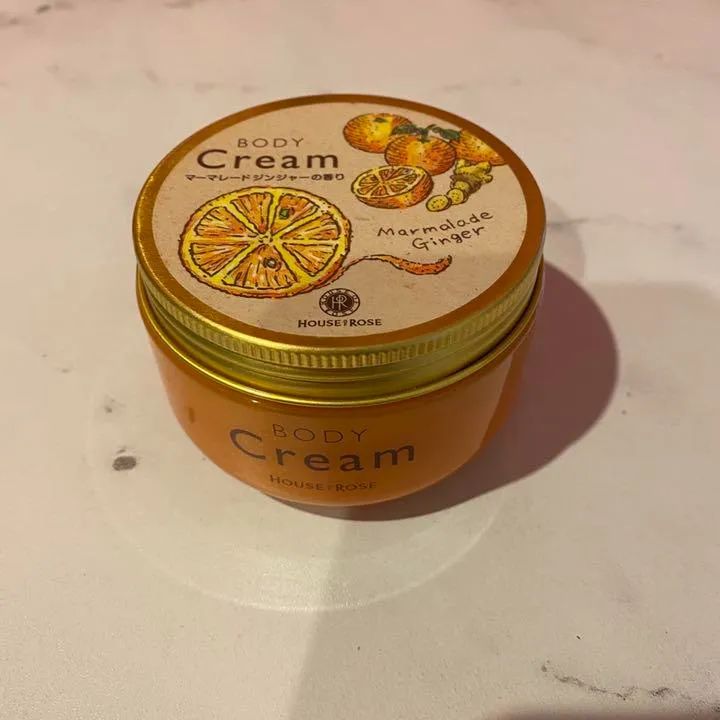 BODY
Cream
マーマレードジンジャーの香り
Marmalade
Ginger
HR
HOUSE OF ROSE
BODY
Cream
HOUSE OF ROSE